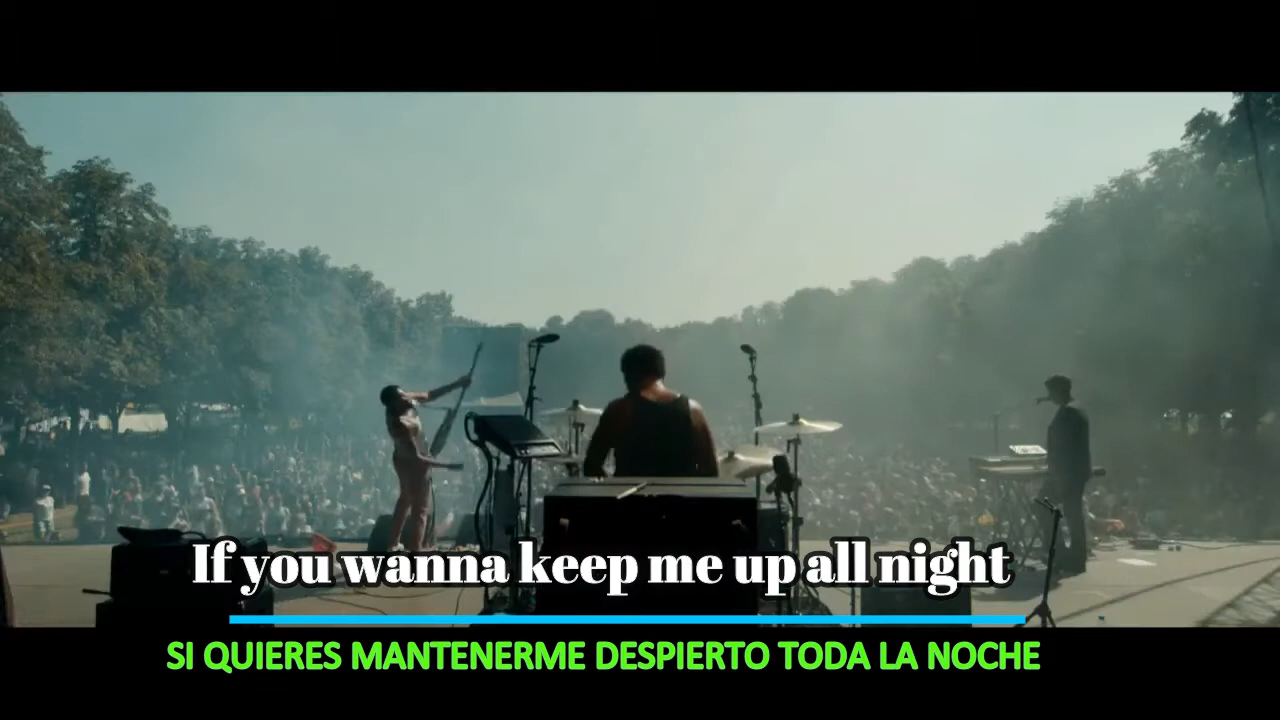 If you wanna keep me up all night
SI QUIERES MANTENERME DESPIERTO TODA LA NOCHE